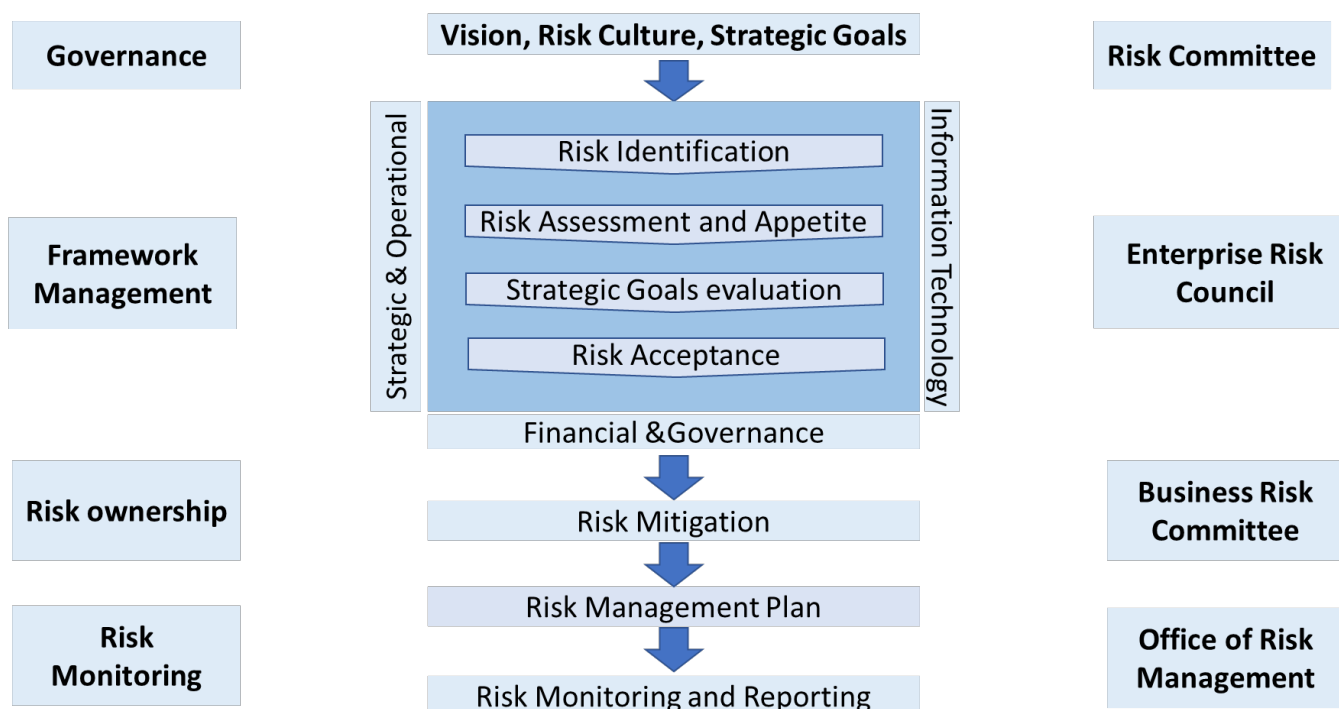 Governance
Vision, Risk Culture, Strategic Goals
Risk Committee
Strategic & Operational
Risk Identification
Risk Assessment and Appetite
Strategic Goals evaluation
Risk Acceptance
Information Technology
Framework
Management
Enterprise Risk
Council
Financial &Governance
Risk ownership
Risk Mitigation
Business Risk
Committee
Risk Management Plan
Risk
Monitoring
Risk Monitoring and Reporting
Office of Risk
Management